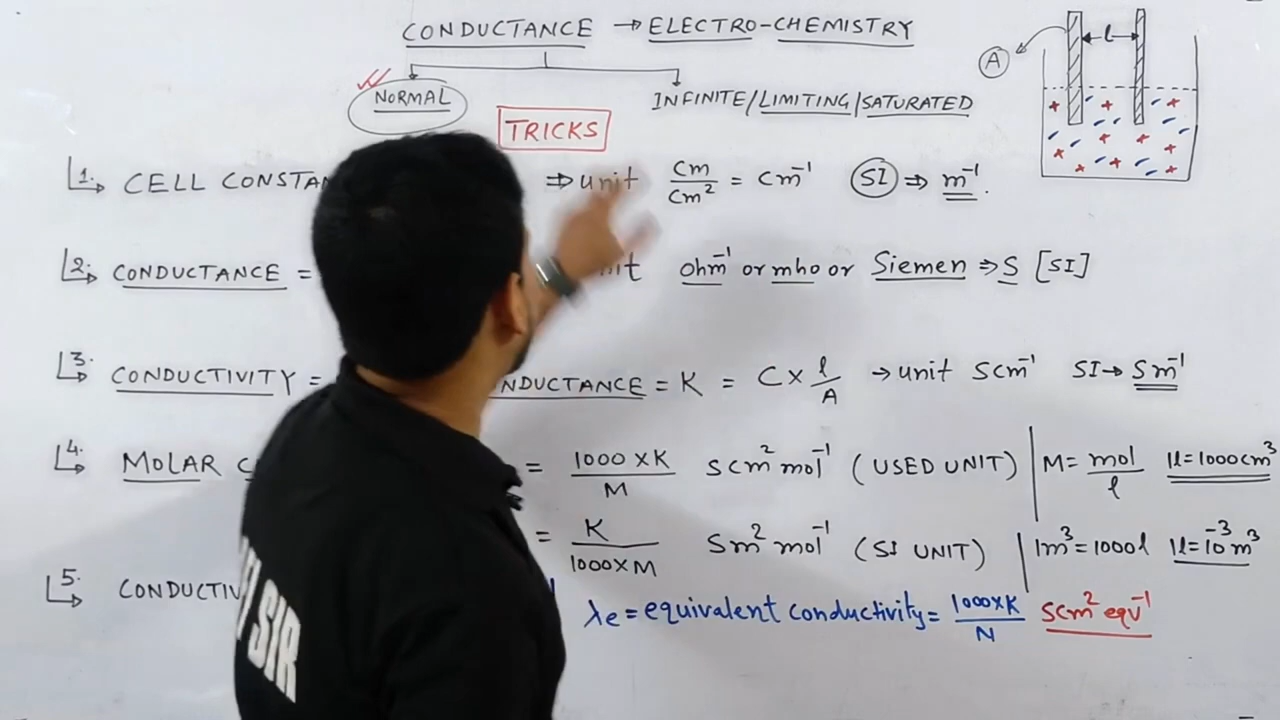 CONDUCTANCE → ELECTRO-CHEMISTRY
NORMAL INFINITE/LIMITING/SATURATED
TRICKS
A l
1. CELL CONSTAN ⇒ unit cm/cm² = cm⁻¹ SI ⇒ m⁻¹.
2. CONDUCTANCE = ohm⁻¹ or mho or Siemen ⇒ S [SI]
3. CONDUCTIVITY = CONDUCTANCE = K = C × l/A → unit Scm⁻¹ SI → Sm⁻¹
4. MOLAR C = 1000 × K/M Scm² mol⁻¹ (USED UNIT) | M = mol/l 1l = 1000cm³
= K/1000×M Sm² mol⁻¹ (SI UNIT) | 1m³ = 1000l 1l = 10⁻³m³
5. CONDUCTIV
λe = equivalent conductivity = 1000×K/N Scm² eqv⁻¹
SIR